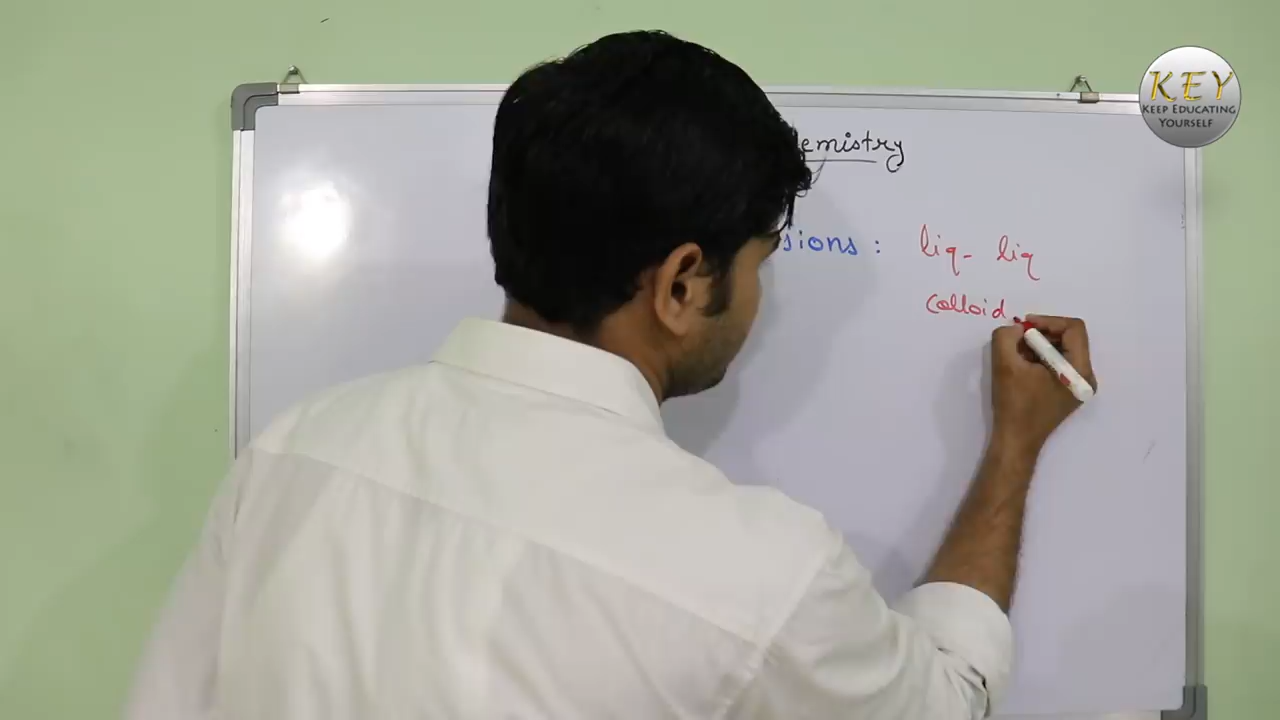 KEY
KEEP EDUCATING
YOURSELF
emistry
sions : liq- liq
Colloid